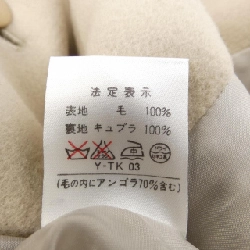 法定表示
表地 毛 100%
裏地 キュプラ 100%
Y-TK 03
(毛の内にアンゴラ70%含む)